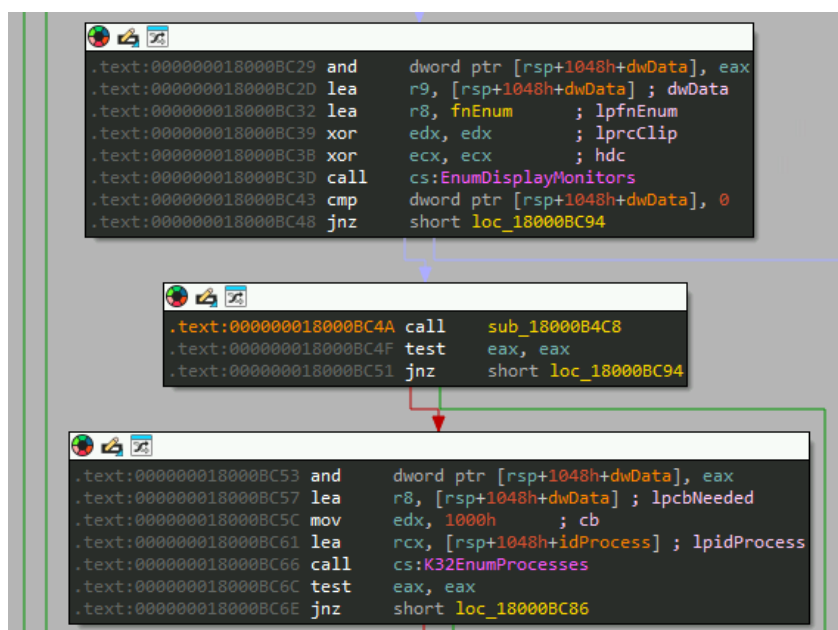 .text:000000018000BC29 and dword ptr [rsp+1048h+dwData], eax
.text:000000018000BC2D lea r9, [rsp+1048h+dwData] ; dwData
.text:000000018000BC32 lea r8, fnEnum ; lpfnEnum
.text:000000018000BC39 xor edx, edx ; lprcClip
.text:000000018000BC3B xor ecx, ecx ; hdc
.text:000000018000BC3D call cs:EnumDisplayMonitors
.text:000000018000BC43 cmp dword ptr [rsp+1048h+dwData], 0
.text:000000018000BC48 jnz short loc_18000BC94
.text:000000018000BC4A call sub_18000B4C8
.text:000000018000BC4F test eax, eax
.text:000000018000BC51 jnz short loc_18000BC94
.text:000000018000BC53 and dword ptr [rsp+1048h+dwData], eax
.text:000000018000BC57 lea r8, [rsp+1048h+dwData] ; lpcbNeeded
.text:000000018000BC5C mov edx, 1000h ; cb
.text:000000018000BC61 lea rcx, [rsp+1048h+idProcess] ; lpidProcess
.text:000000018000BC66 call cs:K32EnumProcesses
.text:000000018000BC6C test eax, eax
.text:000000018000BC6E jnz short loc_18000BC86